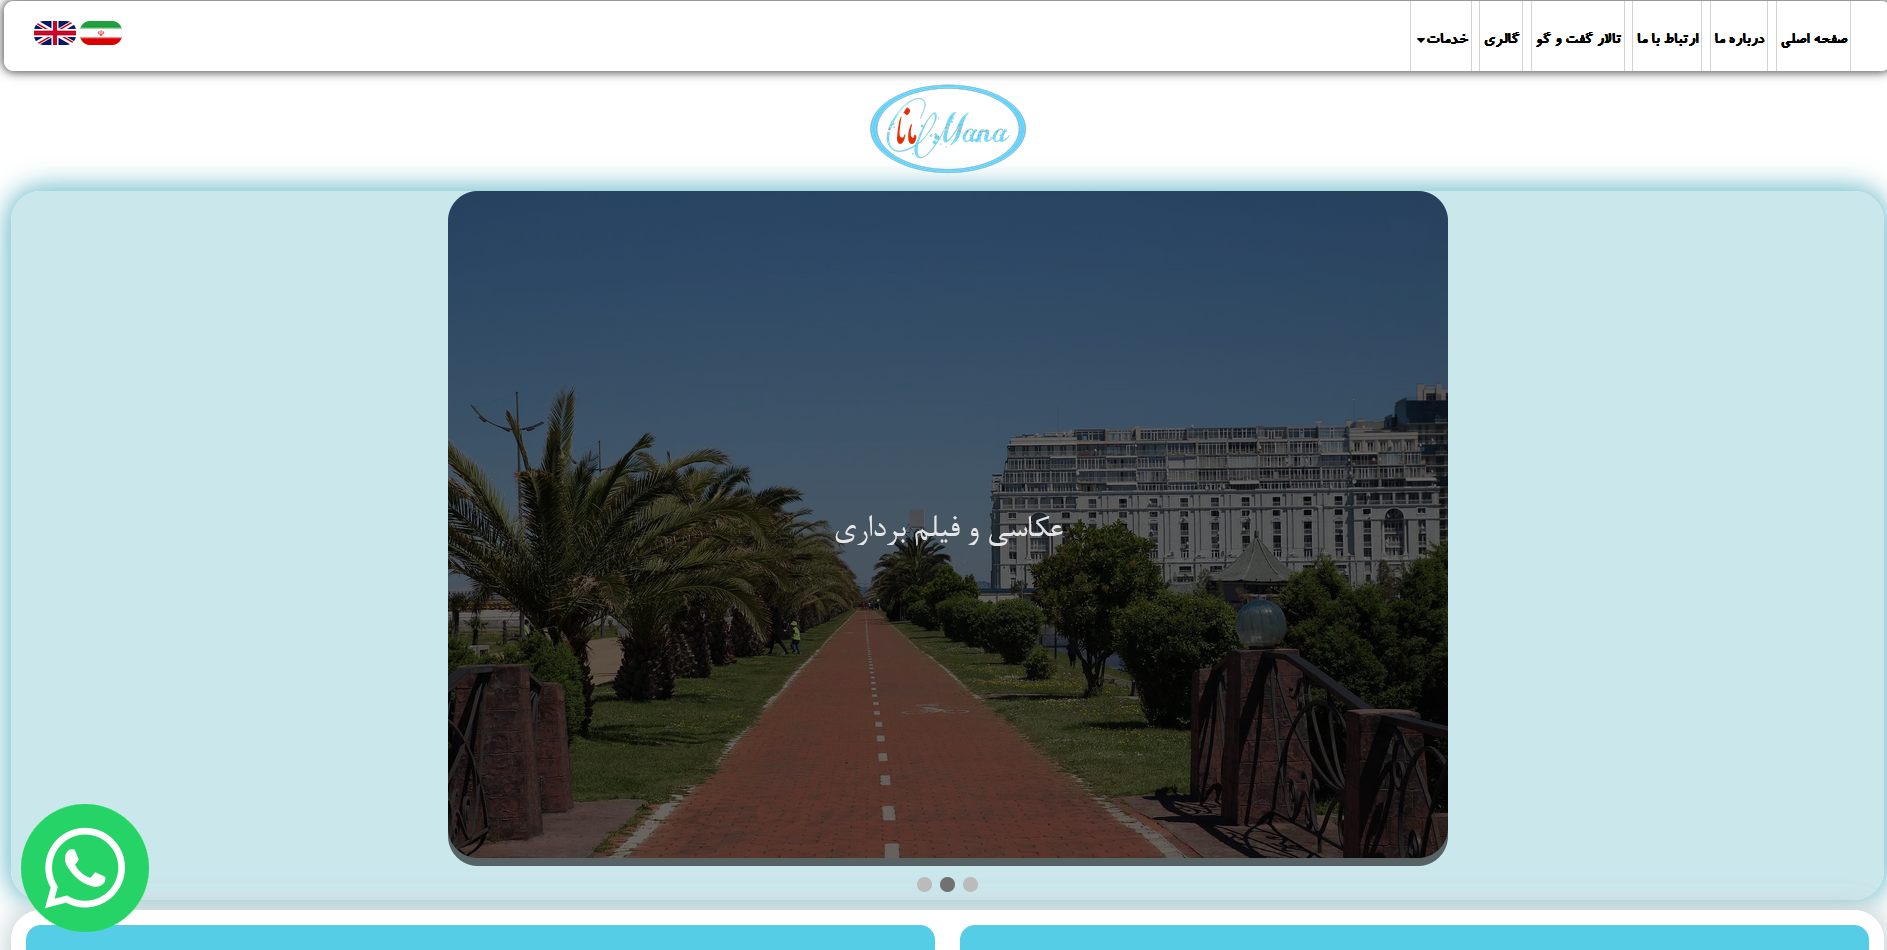 صفحه اصلی
درباره ما
ارتباط با ما
تالار گفت و گو
گالری
خدمات
مانا Mana
عکاسی و فیلم برداری